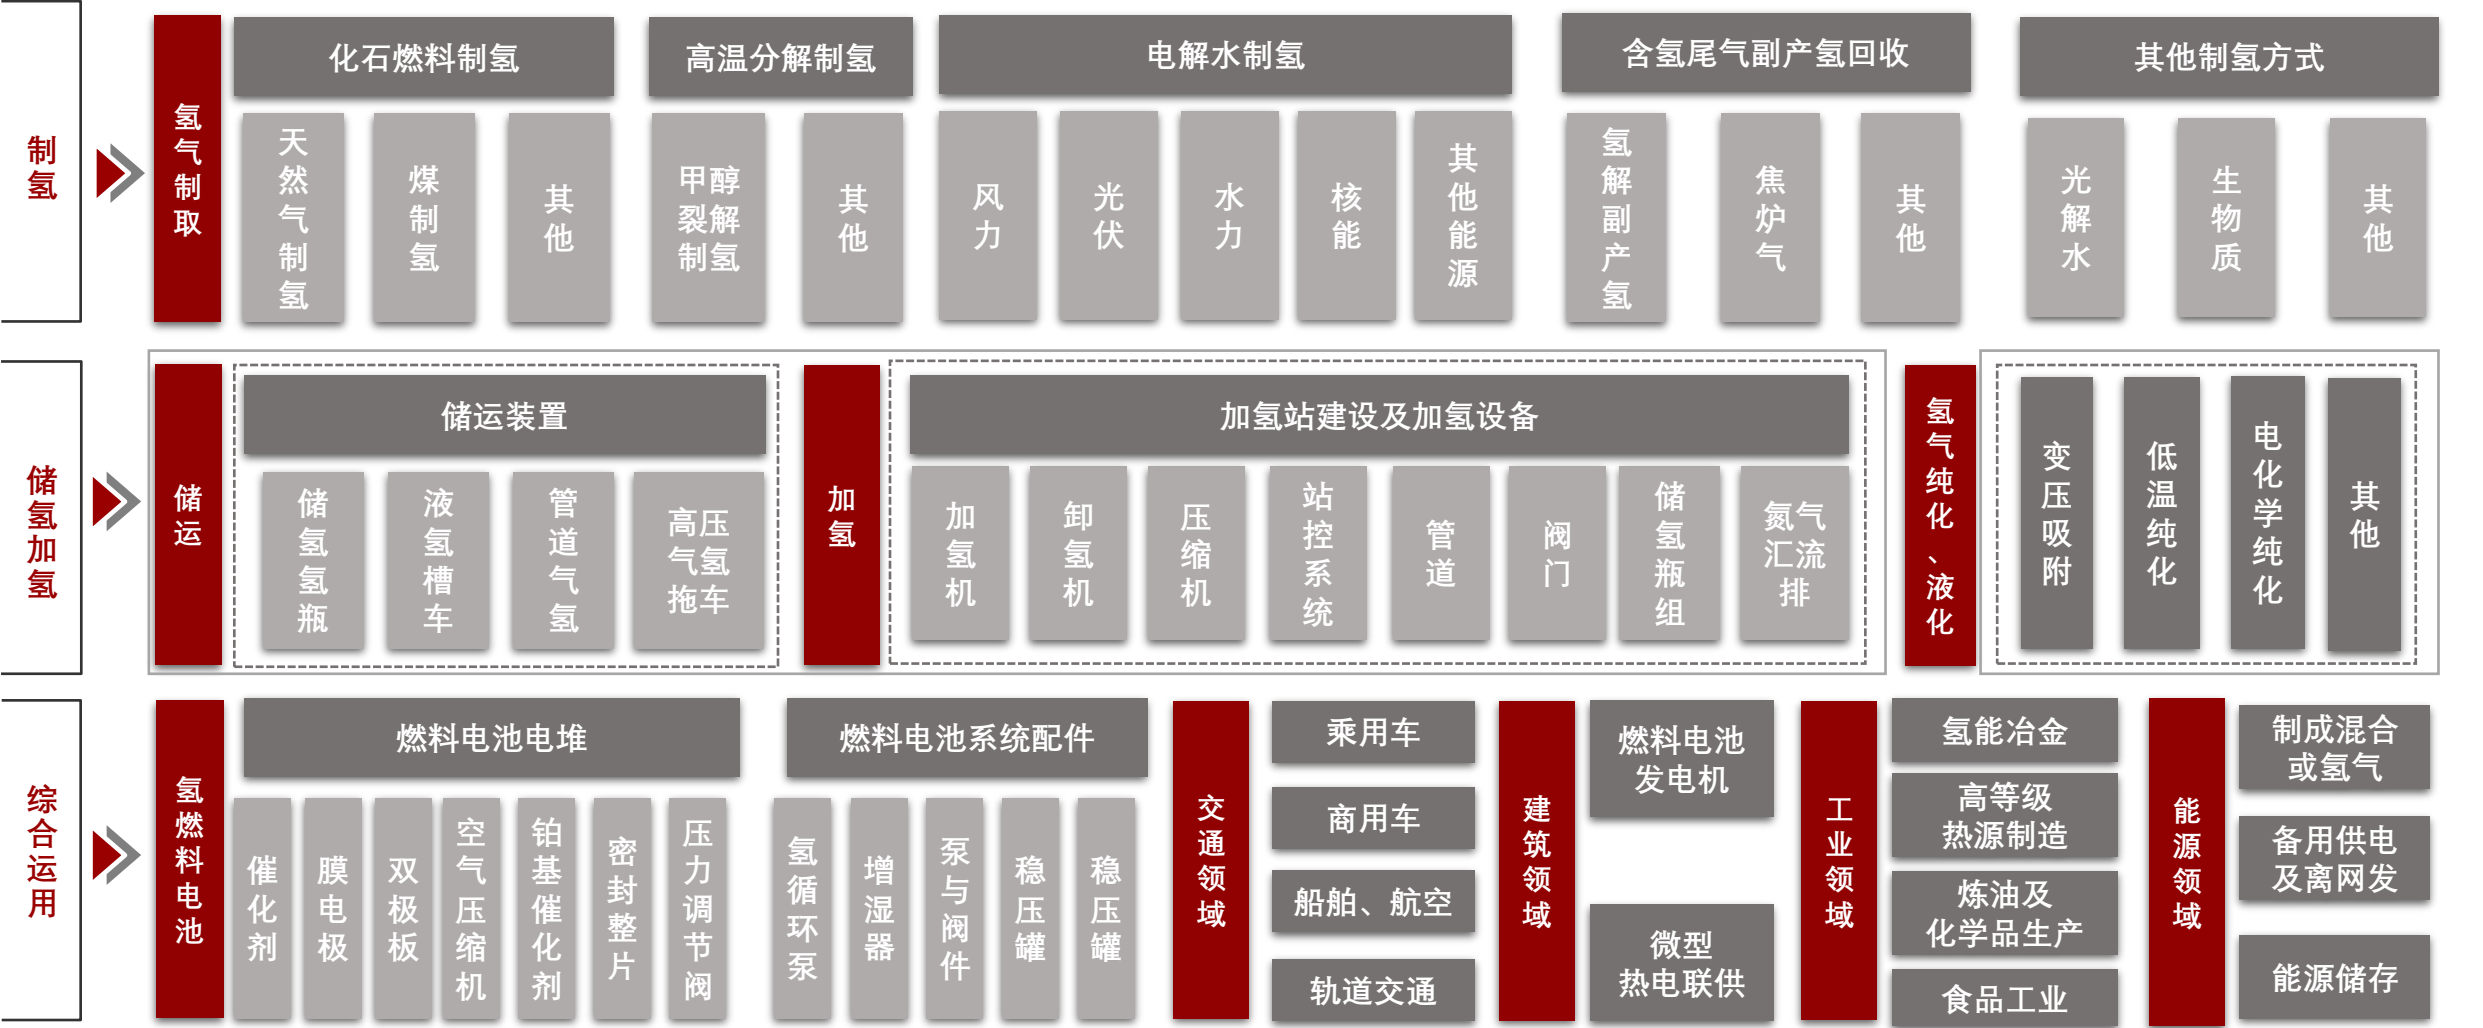 制氢
氢气制取
化石燃料制氢
天然气制氢
煤制氢
其他
高温分解制氢
甲醇
裂解
制氢
其他
电解水制氢
风力
光伏
水力
核能
其他能源
含氢尾气副产氢回收
氢解副产氢
焦炉气
其他
其他制氢方式
光解水
生物质
其他
储氢加氢
储运
储运装置
储氢氢瓶
液氢槽车
管道气氢
高压
气氢
拖车
加氢
加氢站建设及加氢设备
加氢机
卸氢机
压缩机
站控系统
管道
阀门
储氢瓶组
氮气
汇流
排
氢气纯化、液化
变压吸附
低温纯化
电化学纯化
其他
综合运用
氢燃料电池
燃料电池电堆
催化剂
膜电极
双极板
空气压缩机
铂基催化剂
密封整片
压力调节阀
燃料电池系统配件
氢循环泵
增湿器
泵与阀件
稳压罐
稳压罐
交通领域
乘用车
商用车
船舶、航空
轨道交通
建筑领域
燃料电池
发电机
微型
热电联供
工业领域
氢能冶金
高等级
热源制造
炼油及
化学品生产
食品工业
能源领域
制成混合
或氢气
备用供电
及离网发
能源储存